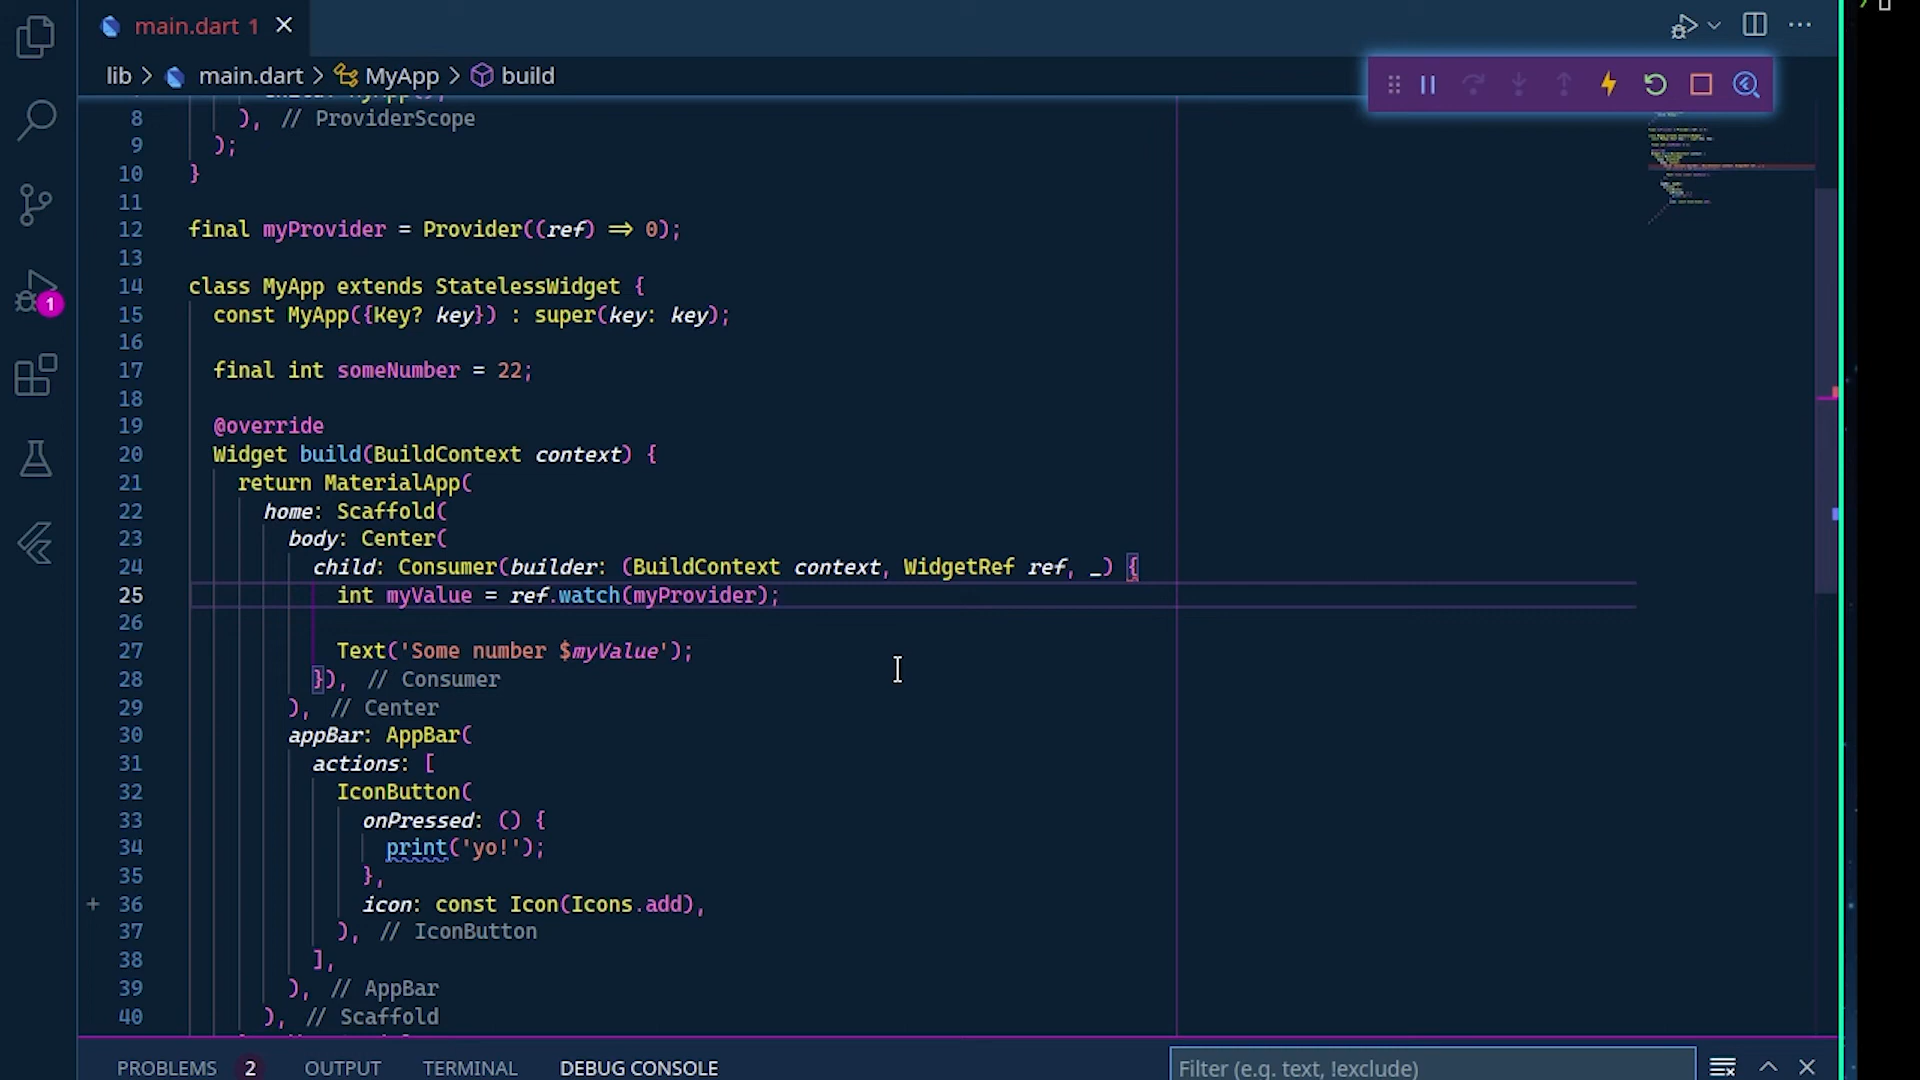 main.dart 1
lib > main.dart > MyApp > build
8 ), // ProviderScope
9 );
10 }
11
12 final myProvider = Provider((ref) => 0);
13
14 class MyApp extends StatelessWidget {
15 const MyApp({Key? key}) : super(key: key);
16
17 final int someNumber = 22;
18
19 @override
20 Widget build(BuildContext context) {
21 return MaterialApp(
22 home: Scaffold(
23 body: Center(
24 child: Consumer(builder: (BuildContext context, WidgetRef ref, _) {
25 int myValue = ref.watch(myProvider);
26
27 Text('Some number $myValue');
28 }), // Consumer
29 ), // Center
30 appBar: AppBar(
31 actions: [
32 IconButton(
33 onPressed: () {
34 print('yo!');
35 },
36 icon: const Icon(Icons.add),
37 ), // IconButton
38 ],
39 ), // AppBar
40 ), // Scaffold
1
PROBLEMS 2 OUTPUT TERMINAL DEBUG CONSOLE Filter (e.g. text, !exclude)